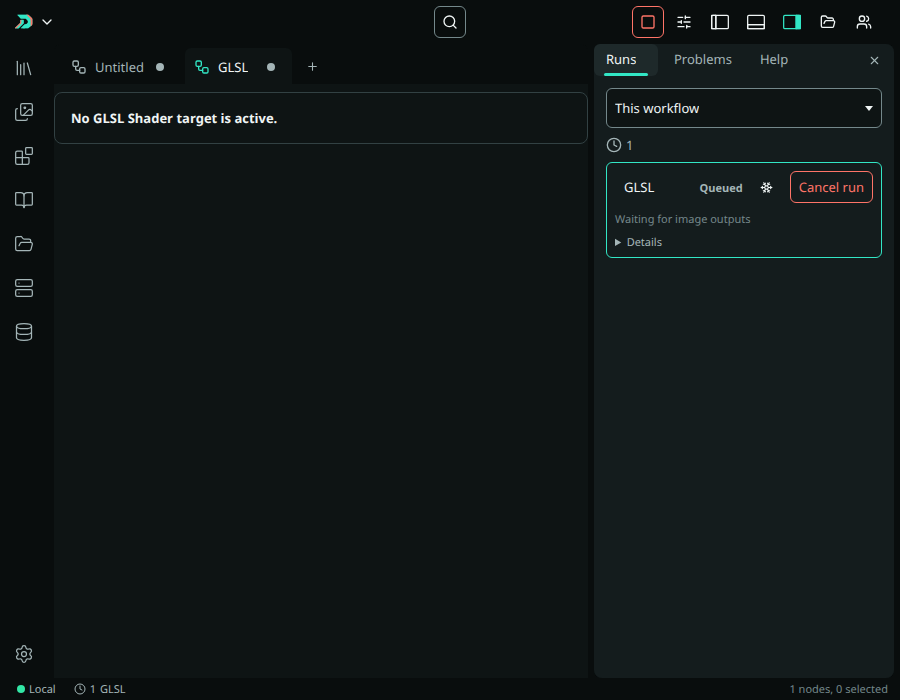 Untitled
GLSL
No GLSL Shader target is active.
Runs
Problems
Help
This workflow
1
GLSL
Queued
Cancel run
Waiting for image outputs
Details
Local
1 GLSL
1 nodes, 0 selected